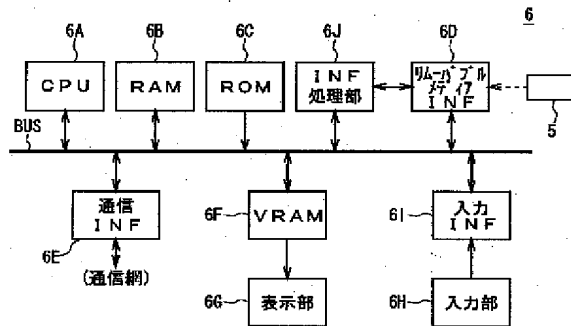 6
6A
6B
6C
6J
6D
CPU
RAM
ROM
INF
処理部
リムーバブル
メディア
INF
5
BUS
通信
INF
6E
(通信網)
6F
VRAM
6I
入力
INF
6G
表示部
6H
入力部